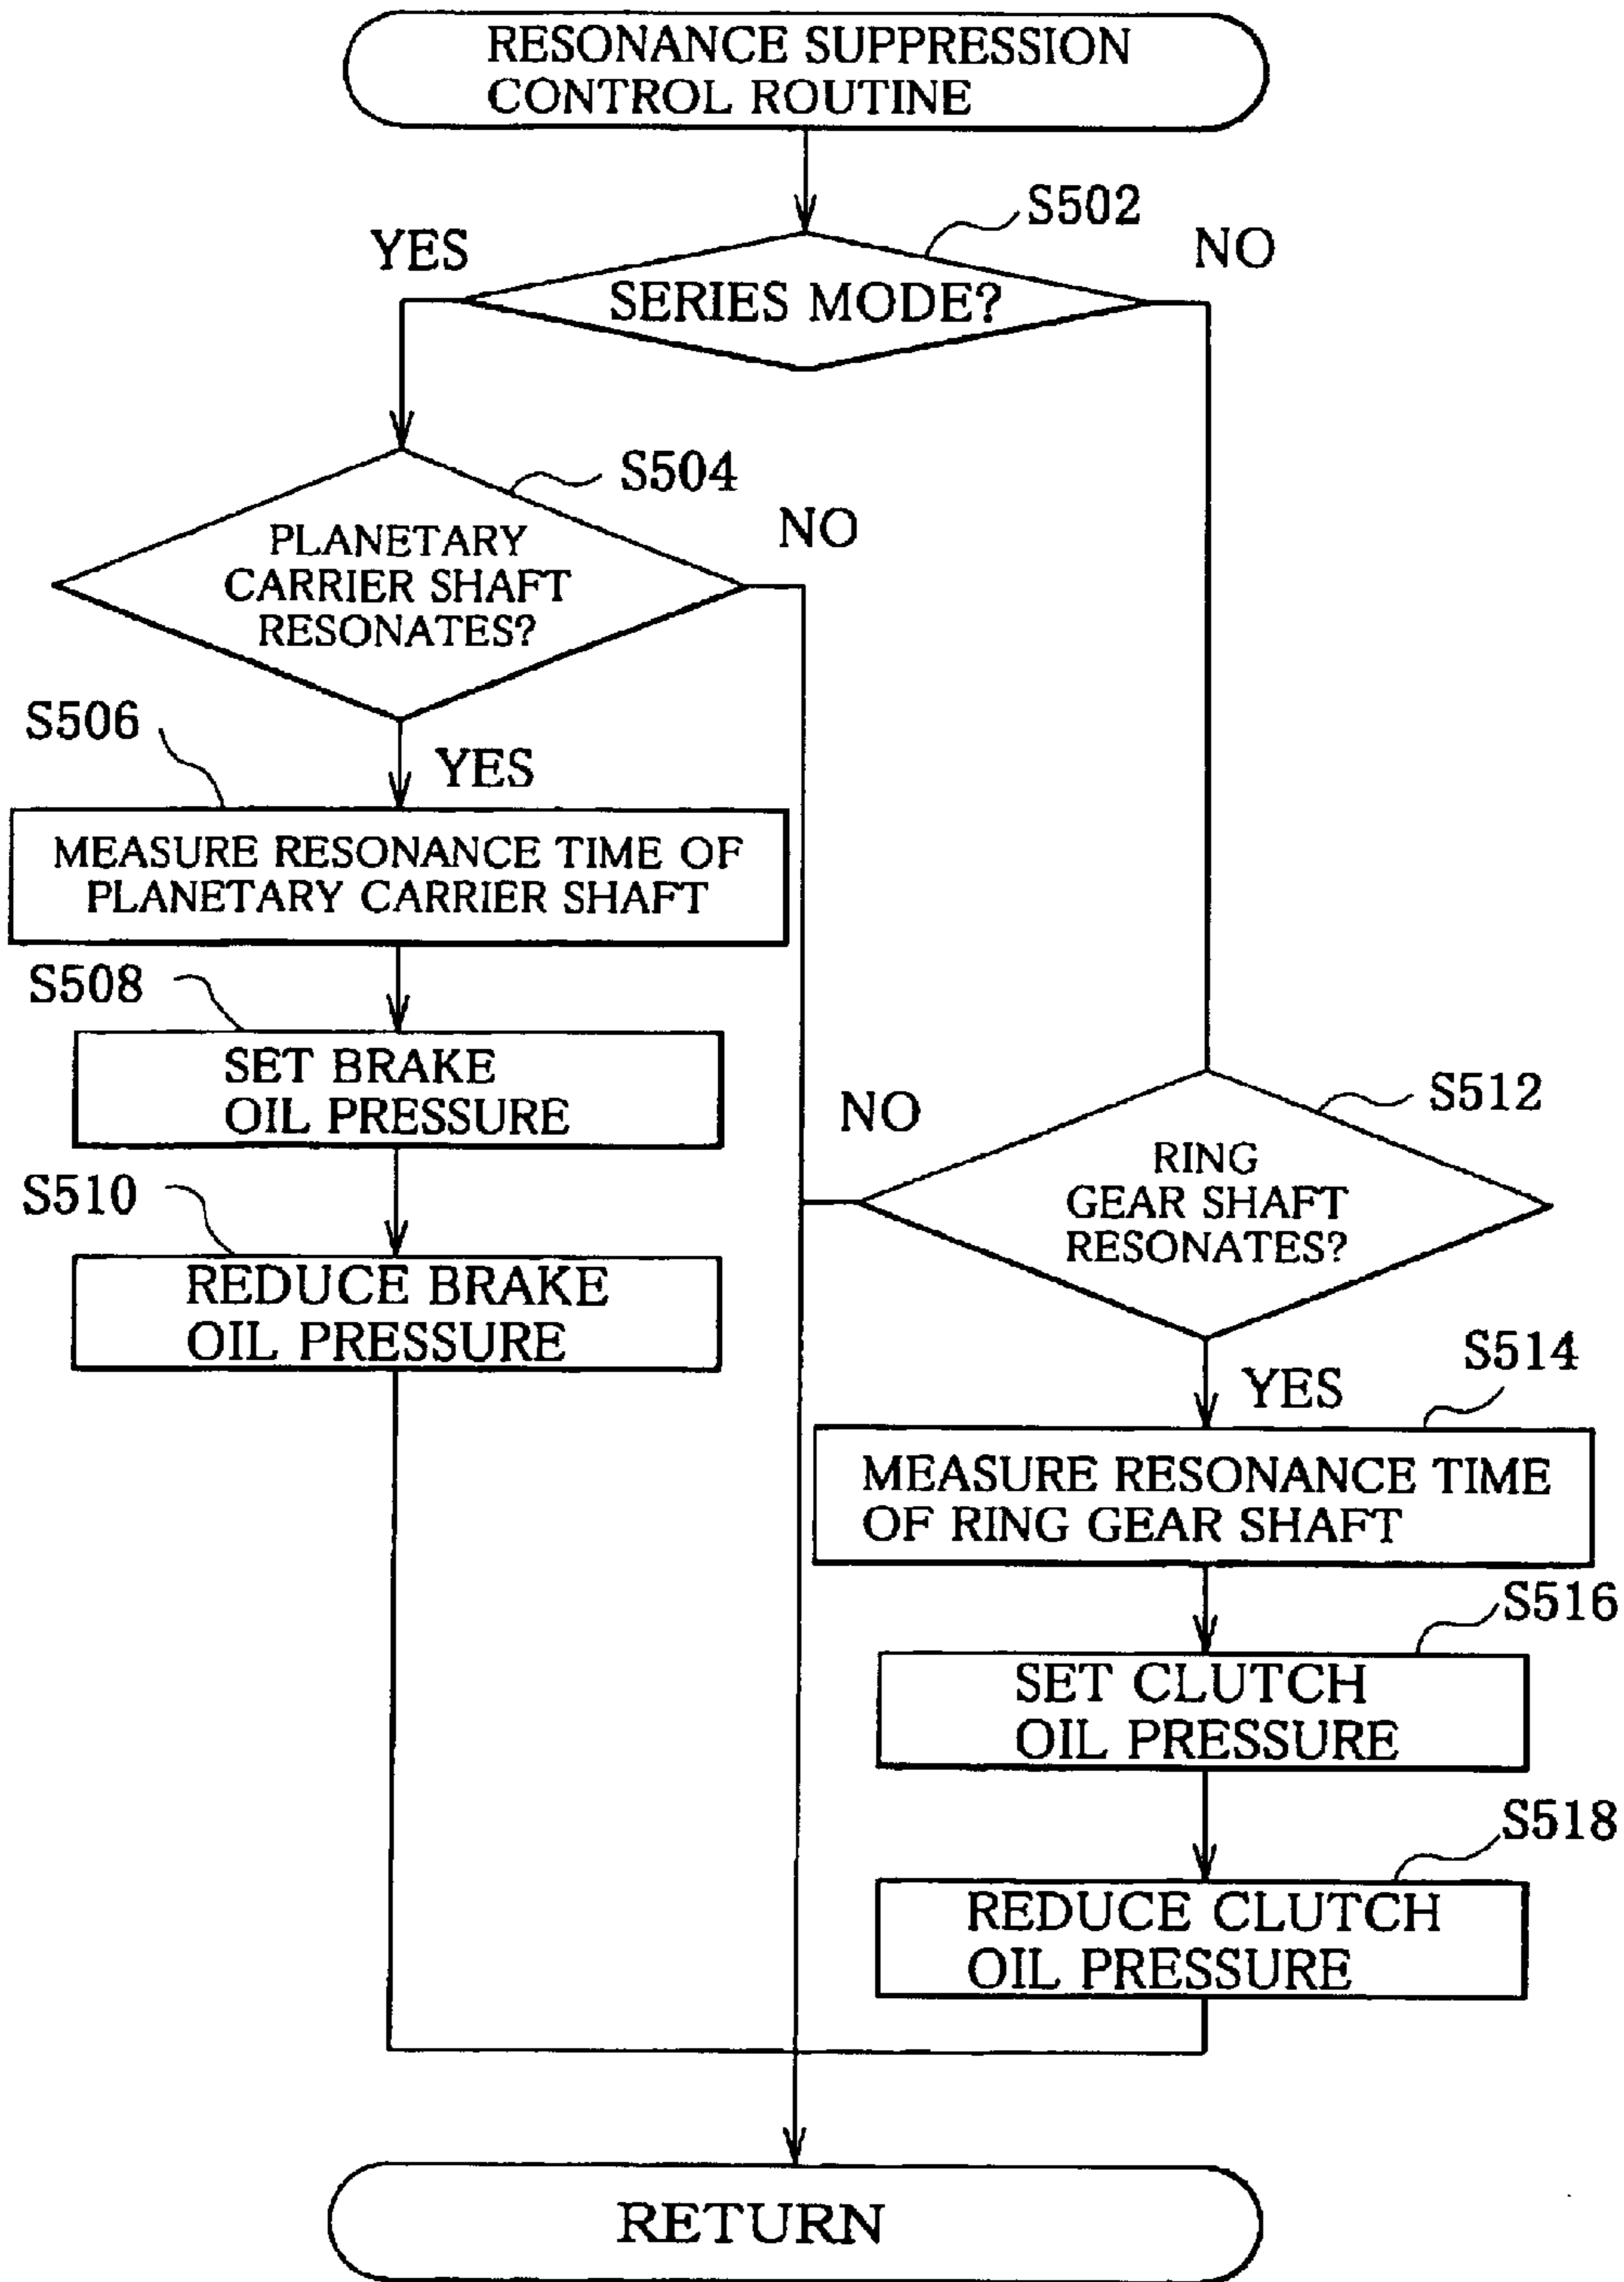 RESONANCE SUPPRESSION
CONTROL ROUTINE
S502
YES
NO
SERIES MODE?
S504
NO
PLANETARY
CARRIER SHAFT
RESONATES?
S506
YES
MEASURE RESONANCE TIME OF
PLANETARY CARRIER SHAFT
S508
SET BRAKE
OIL PRESSURE
S510
REDUCE BRAKE
OIL PRESSURE
S512
NO
RING
GEAR SHAFT
RESONATES?
S514
YES
MEASURE RESONANCE TIME
OF RING GEAR SHAFT
S516
SET CLUTCH
OIL PRESSURE
S518
REDUCE CLUTCH
OIL PRESSURE
RETURN